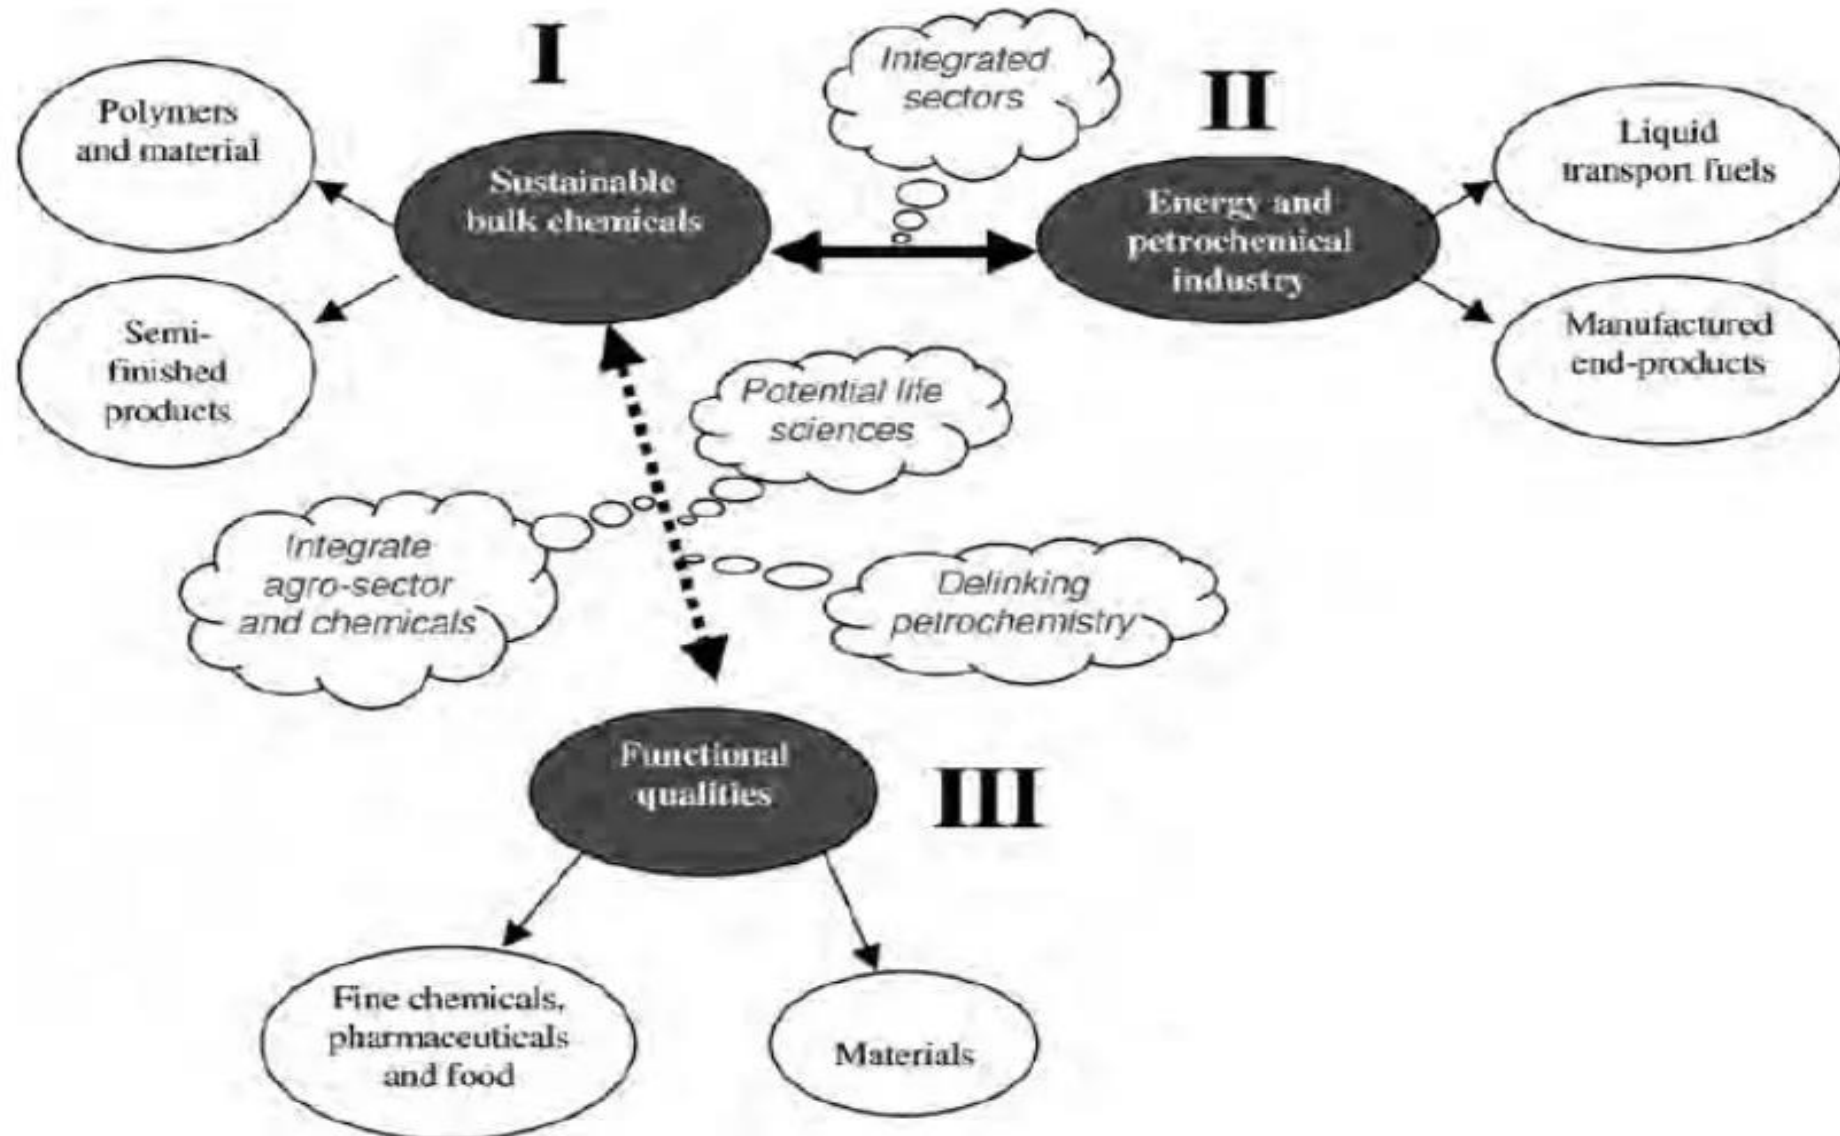 I
Integrated
sectors
II
Polymers
and material
Sustainable
bulk chemicals
Energy and
petrochemical
industry
Liquid
transport fuels
Semi-
finished
products
Manufactured
end-products
Potential life
sciences
Integrate
agro-sector
and chemicals
Delinking
petrochemistry
Functional
qualities
III
Fine chemicals,
pharmaceuticals
and food
Materials